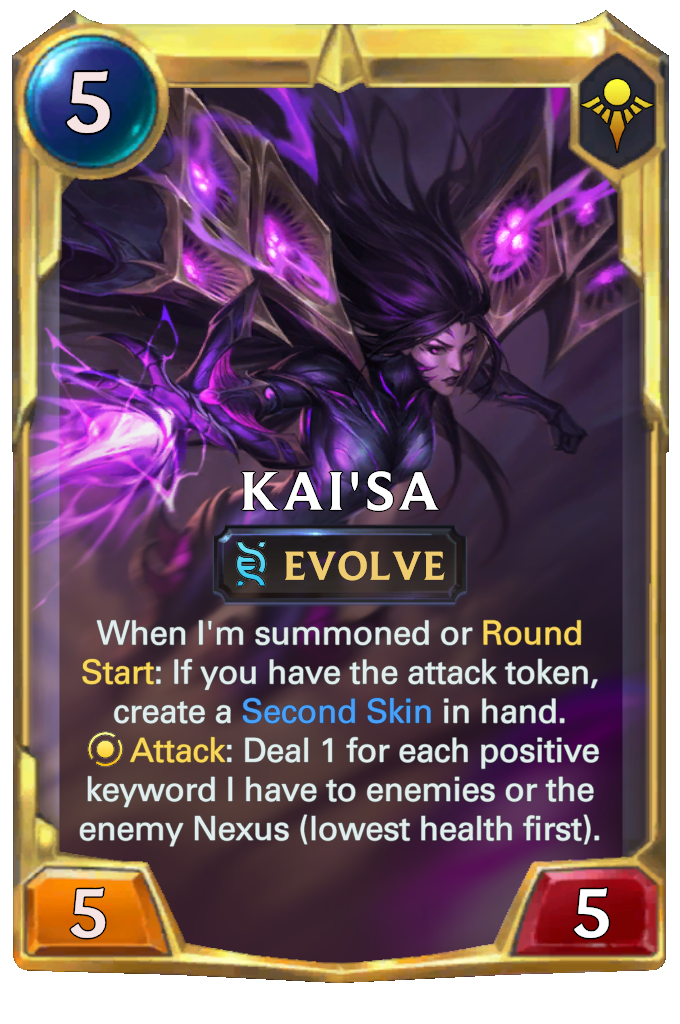 5
KAI'SA
EVOLVE
When I'm summoned or Round
Start: If you have the attack token,
create a Second Skin in hand.
Attack: Deal 1 for each positive
keyword I have to enemies or the
enemy Nexus (lowest health first).
5
5